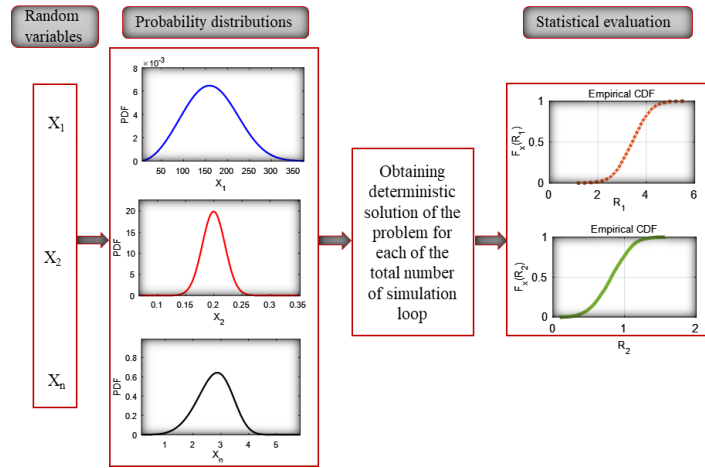 Random
variables
Probability distributions
Statistical evaluation
X1
X2
Xn
×10-3
8
6
4
2
0
PDF
50 100 150 200 250 300 350
X1
20
15
10
5
0
PDF
0.1 0.15 0.2 0.25 0.3 0.35
X2
0.8
0.6
0.4
0.2
0
PDF
1 2 3 4 5
Xn
Obtaining
deterministic
solution of the
problem for
each of the
total number
of simulation
loop
Empirical CDF
1
0.5
0
Fx(R1)
0 2 4 6
R1
Empirical CDF
1
0.5
0
Fx(R2)
0 1 2
R2